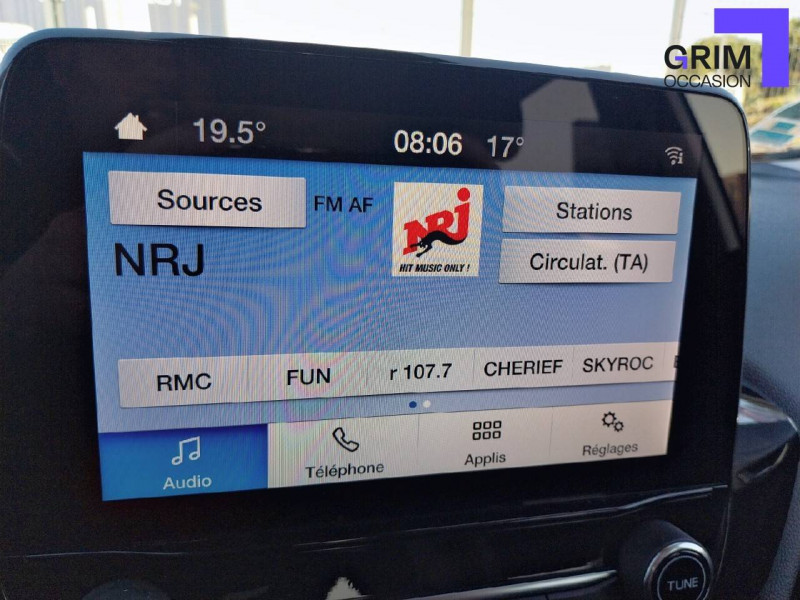 GRIM
OCCASION
19.5° 08:06 17°
Sources FM AF NRJ Stations
HIT MUSIC ONLY !
NRJ Circulat. (TA)
RMC FUN r 107.7 CHERIEF SKYROC
Audio Téléphone Applis Réglages
TUNE